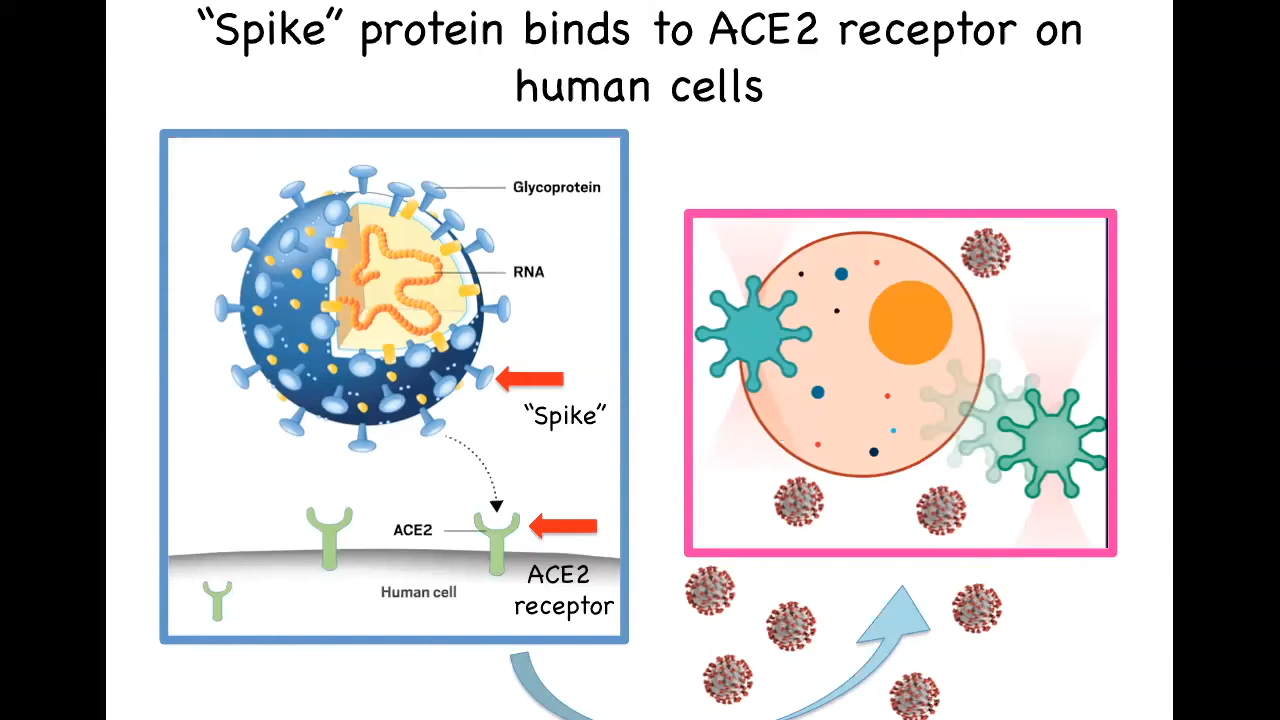 “Spike” protein binds to ACE2 receptor on
human cells
Glycoprotein
RNA
“Spike”
ACE2
ACE2
receptor
Human cell